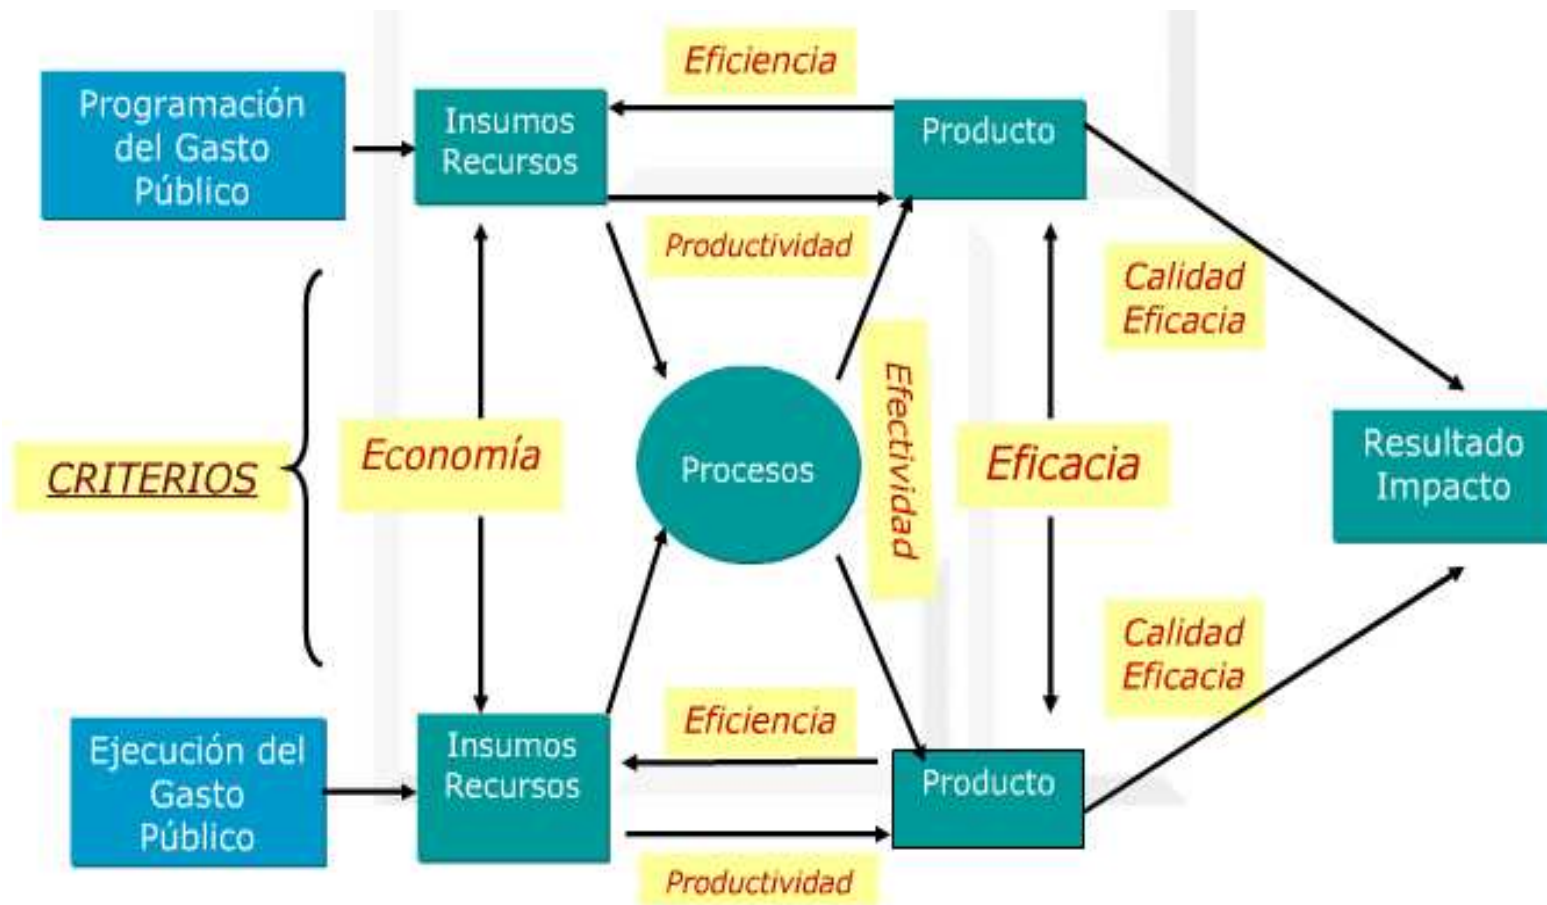 Eficiencia
Programación
del Gasto
Público
Insumos
Recursos
Producto
Productividad
Calidad
Eficacia
CRITERIOS
Economía
Procesos
Efectividad
Eficacia
Resultado
Impacto
Calidad
Eficacia
Ejecución del
Gasto
Público
Insumos
Recursos
Eficiencia
Producto
Productividad